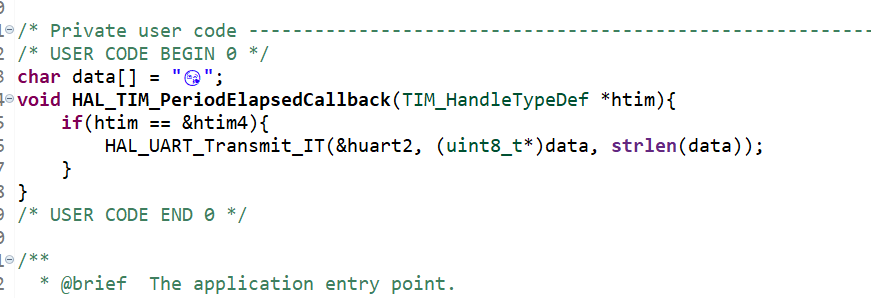 /* Private user code ---------------------------------------------------------
/* USER CODE BEGIN 0 */
char data[] = "";
void HAL_TIM_PeriodElapsedCallback(TIM_HandleTypeDef *htim){
if(htim == &htim4){
HAL_UART_Transmit_IT(&huart2, (uint8_t*)data, strlen(data));
}
}
/* USER CODE END 0 */
/**
* @brief  The application entry point.